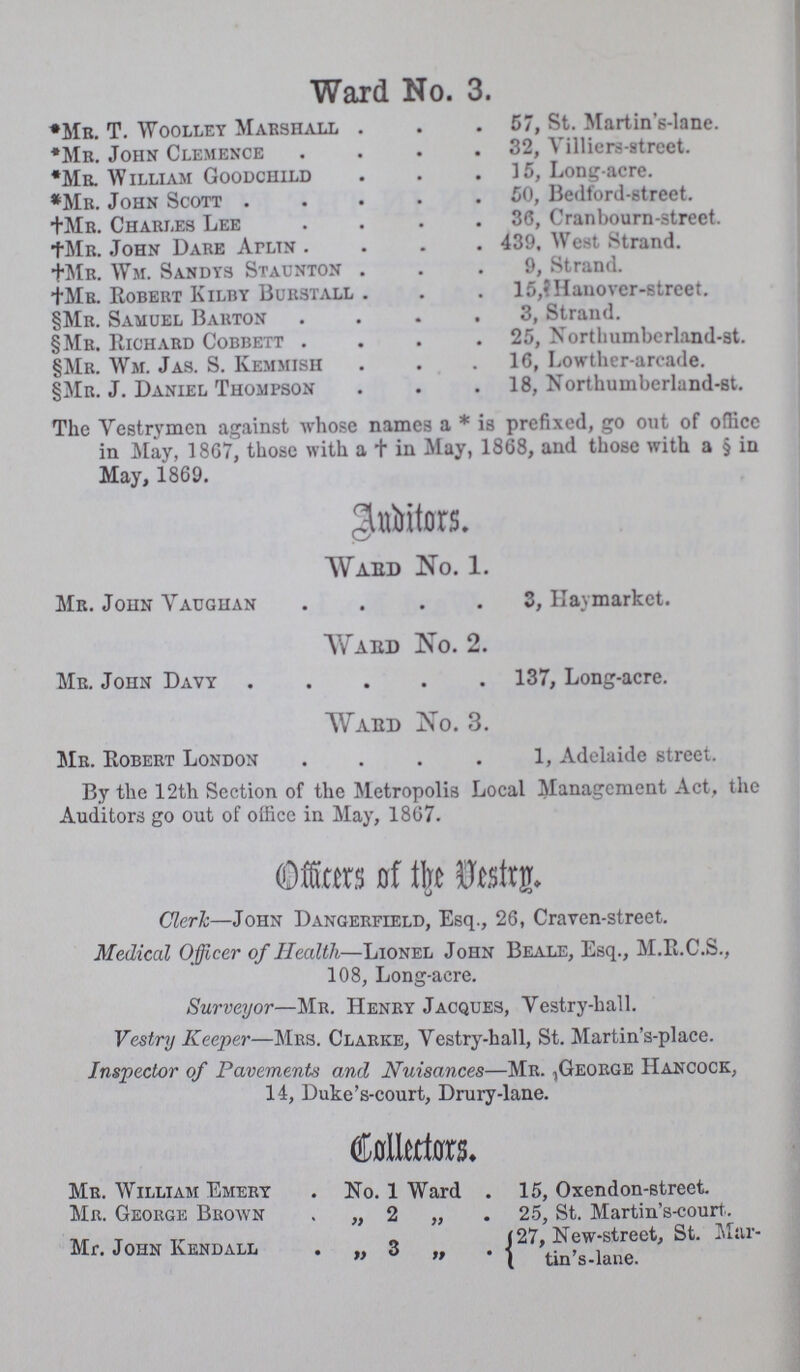 Ward No. 3.
*Mr. T. Woolley Marshall . . . 57, St. Martin's-lane.
*Mr. John Clemence . . . . 32, Villiers-street.
*Mr. William Goodchild . . . 15, Long-acre.
*Mr. John Scott . . . . . 50, Bedford-street.
†Mr. Charles Lee . . . . 36, Cranbourn-street.
†Mr. John Dare Aplin . . . . 439, West Strand.
†Mr. Wm. Sandys Staunton . . . 9, Strand.
†Mr. Robert Kilby Burstall . . . 15, Hanover-street.
§Mr. Samuel Barton . . . . 3, Strand.
§Mr. Richard Cobbett . . . . 25, Northumberland-st.
§Mr. Wm. Jas. S. Kemmish . . . 16, Lowther-arcade.
§Mr. J. Daniel Thompson . . . 18, Northumberland-st.
The Vestrymen against whose names a * is prefixed, go out of office
in May, 1867, those with a † in May, 1868, and those with a § in
May, 1869.
Auditors.
Ward No. 1.
Mr. John Vaughan . . . . 3, Haymarket.
Ward No. 2.
Mr. John Davy . . . . . 137, Long-acre.
Ward No. 3.
Mr. Robert London . . . . 1, Adelaide street.
By the 12th Section of the Metropolis Local Management Act, the
Auditors go out of office in May, 1867.
Officers of the Vestry.
Clerk—John Dangerfield, Esq., 26, Craven-street.
Medical Officer of Health—Lionel John Beale, Esq., M.R.C.S.,
108, Long-acre.
Surveyor—Mr. Henry Jacques, Vestry-hall.
Vestry Keeper—Mrs. Clarke, Vestry-hall, St. Martin's-place.
Inspector of Pavements and Nuisances—Mr. George Hancock,
14, Duke's-court, Drury-lane.
Collectors.
Mr. William Emery . No. 1 Ward . 15, Oxendon-street.
Mr. George Brown . „ 2 „ . 25, St. Martin's-court.
Mr. John Kendall . „ 3 „ . { 27, New-street, St. Mar-
tin's-lane.